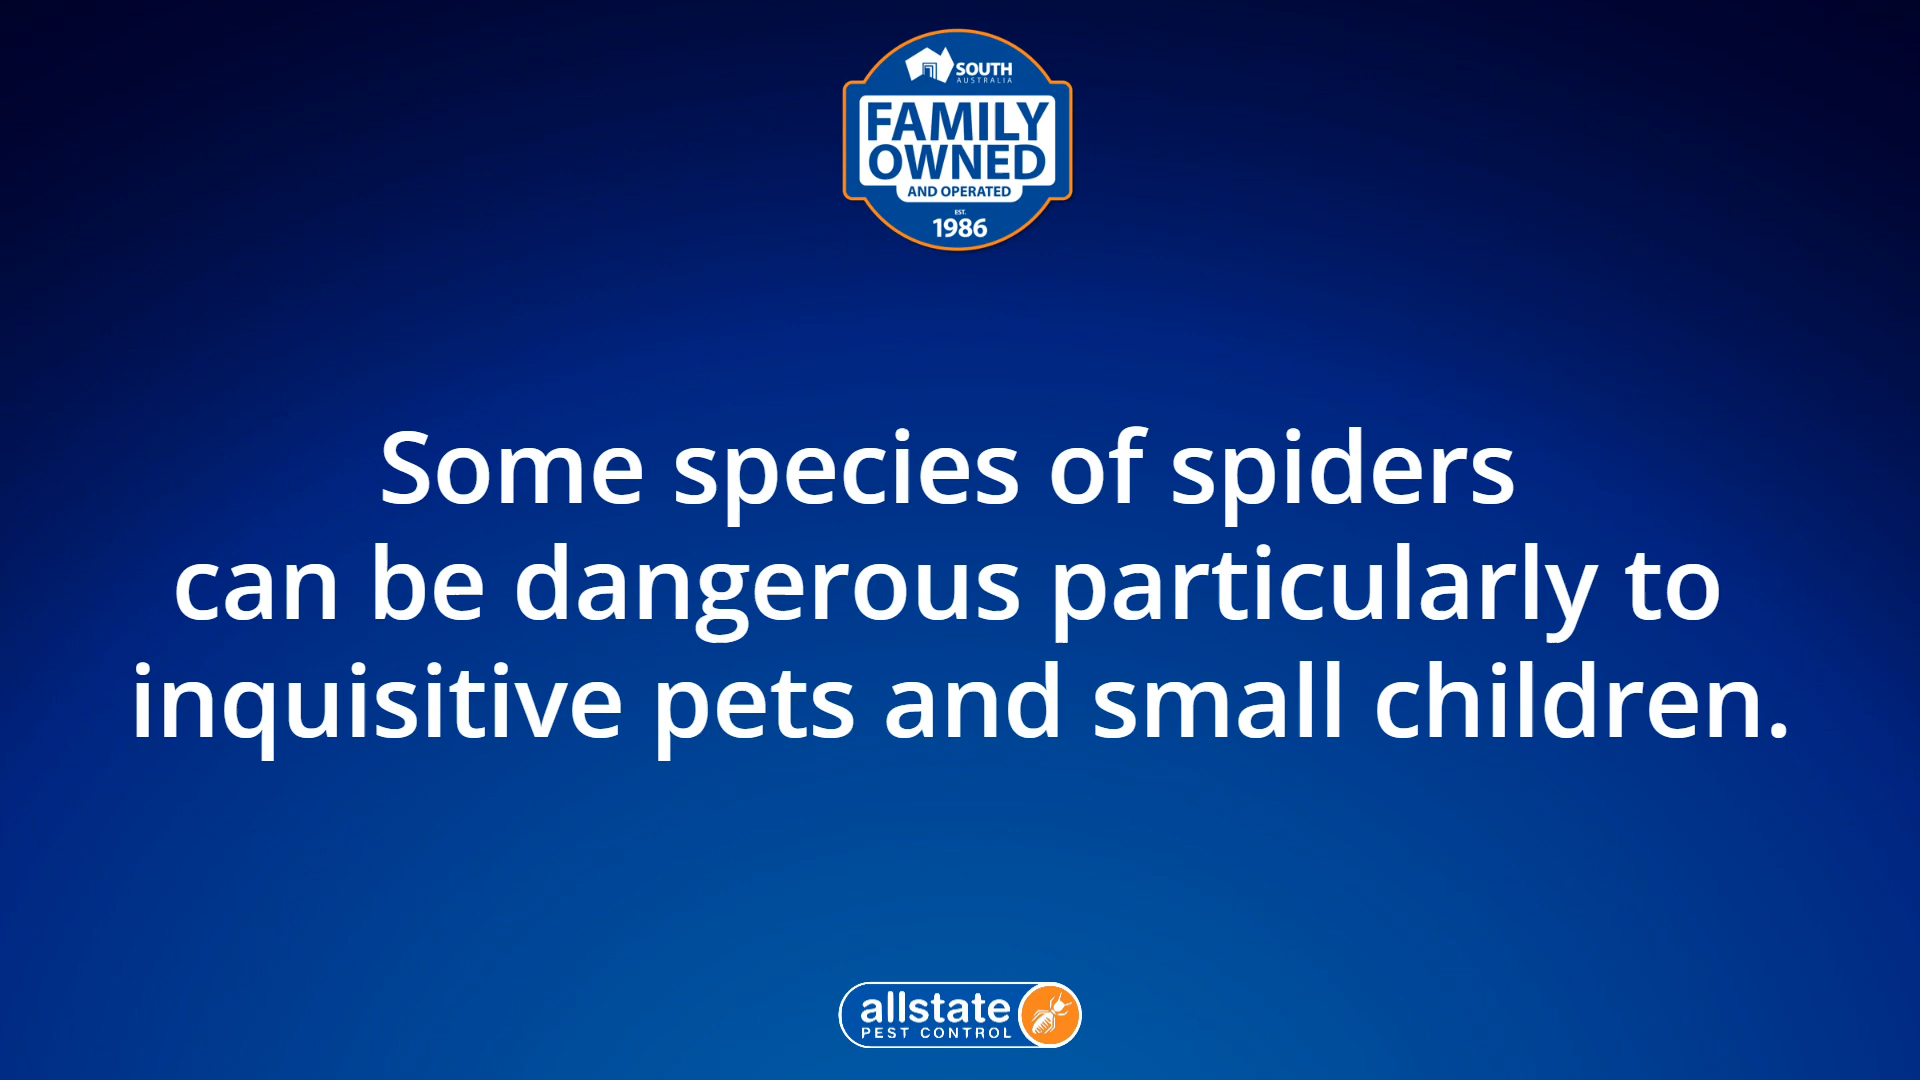 SOUTH
AUSTRALIA
FAMILY
OWNED
AND OPERATED
EST.
1986
Some species of spiders
can be dangerous particularly to
inquisitive pets and small children.
allstate
PEST CONTROL